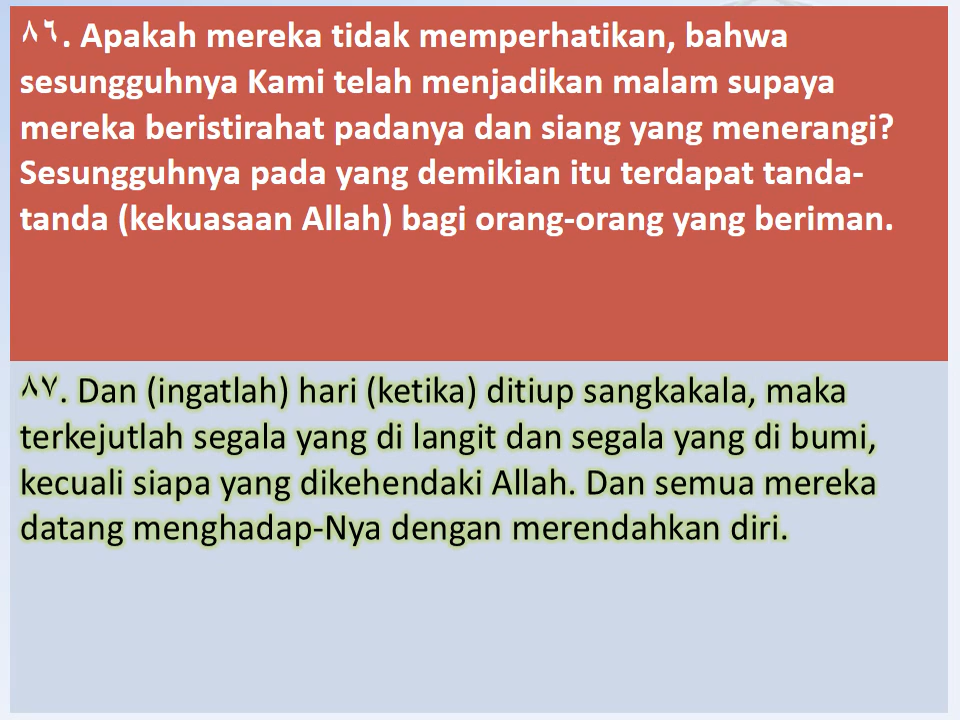 ٨٦. Apakah mereka tidak memperhatikan, bahwa
sesungguhnya Kami telah menjadikan malam supaya
mereka beristirahat padanya dan siang yang menerangi?
Sesungguhnya pada yang demikian itu terdapat tanda-
tanda (kekuasaan Allah) bagi orang-orang yang beriman.
٨٧. Dan (ingatlah) hari (ketika) ditiup sangkakala, maka
terkejutlah segala yang di langit dan segala yang di bumi,
kecuali siapa yang dikehendaki Allah. Dan semua mereka
datang menghadap-Nya dengan merendahkan diri.